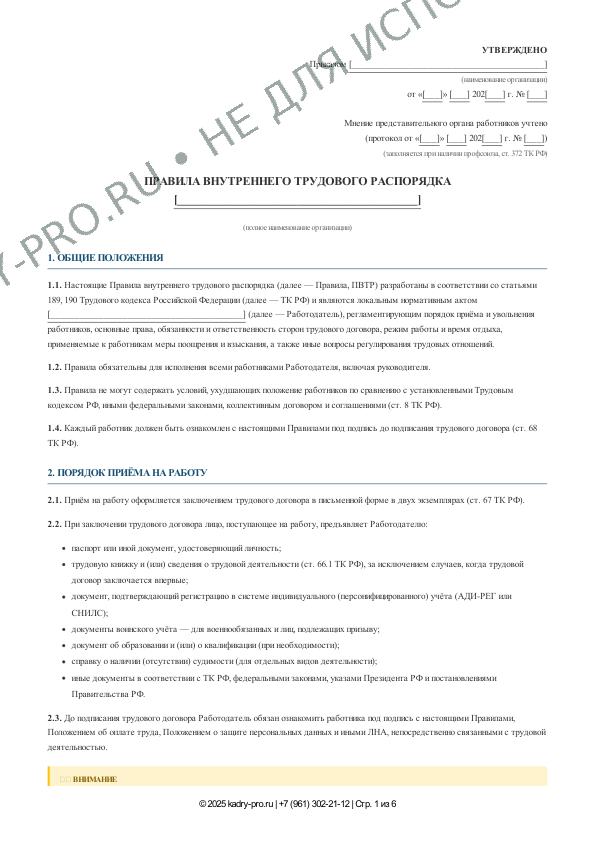 УТВЕРЖДЕНО
Приказом [____________________________________________]
(наименование организации)
от «[____]» [____] 202[____] г. № [____]
Мнение представительного органа работников учтено
(протокол от «[____]» [____] 202[____] г. № [____])
(заполняется при наличии профсоюза, ст. 372 ТК РФ)
Y-PRO.RU • НЕ ДЛЯ ИСПО
ПРАВИЛА ВНУТРЕННЕГО ТРУДОВОГО РАСПОРЯДКА
[____________________________________________]
(полное наименование организации)
1. ОБЩИЕ ПОЛОЖЕНИЯ
1.1. Настоящие Правила внутреннего трудового распорядка (далее — Правила, ПВТР) разработаны в соответствии со статьями
189, 190 Трудового кодекса Российской Федерации (далее — ТК РФ) и являются локальным нормативным актом
[____________________________________________] (далее — Работодатель), регламентирующим порядок приёма и увольнения
работников, основные права, обязанности и ответственность сторон трудового договора, режим работы и время отдыха,
применяемые к работникам меры поощрения и взыскания, а также иные вопросы регулирования трудовых отношений.
1.2. Правила обязательны для исполнения всеми работниками Работодателя, включая руководителя.
1.3. Правила не могут содержать условий, ухудшающих положение работников по сравнению с установленными Трудовым
кодексом РФ, иными федеральными законами, коллективным договором и соглашениями (ст. 8 ТК РФ).
1.4. Каждый работник должен быть ознакомлен с настоящими Правилами под подпись до подписания трудового договора (ст. 68
ТК РФ).
2. ПОРЯДОК ПРИЁМА НА РАБОТУ
2.1. Приём на работу оформляется заключением трудового договора в письменной форме в двух экземплярах (ст. 67 ТК РФ).
2.2. При заключении трудового договора лицо, поступающее на работу, предъявляет Работодателю:
• паспорт или иной документ, удостоверяющий личность;
• трудовую книжку и (или) сведения о трудовой деятельности (ст. 66.1 ТК РФ), за исключением случаев, когда трудовой
договор заключается впервые;
• документ, подтверждающий регистрацию в системе индивидуального (персонифицированного) учёта (АДИ-РЕГ или
СНИЛС);
• документы воинского учёта — для военнообязанных и лиц, подлежащих призыву;
• документ об образовании и (или) о квалификации (при необходимости);
• справку о наличии (отсутствии) судимости (для отдельных видов деятельности);
• иные документы в соответствии с ТК РФ, федеральными законами, указами Президента РФ и постановлениями
Правительства РФ.
2.3. До подписания трудового договора Работодатель обязан ознакомить работника под подпись с настоящими Правилами,
Положением об оплате труда, Положением о защите персональных данных и иными ЛНА, непосредственно связанными с трудовой
деятельностью.
ВНИМАНИЕ
© 2025 kadry-pro.ru | +7 (961) 302-21-12 | Стр. 1 из 6